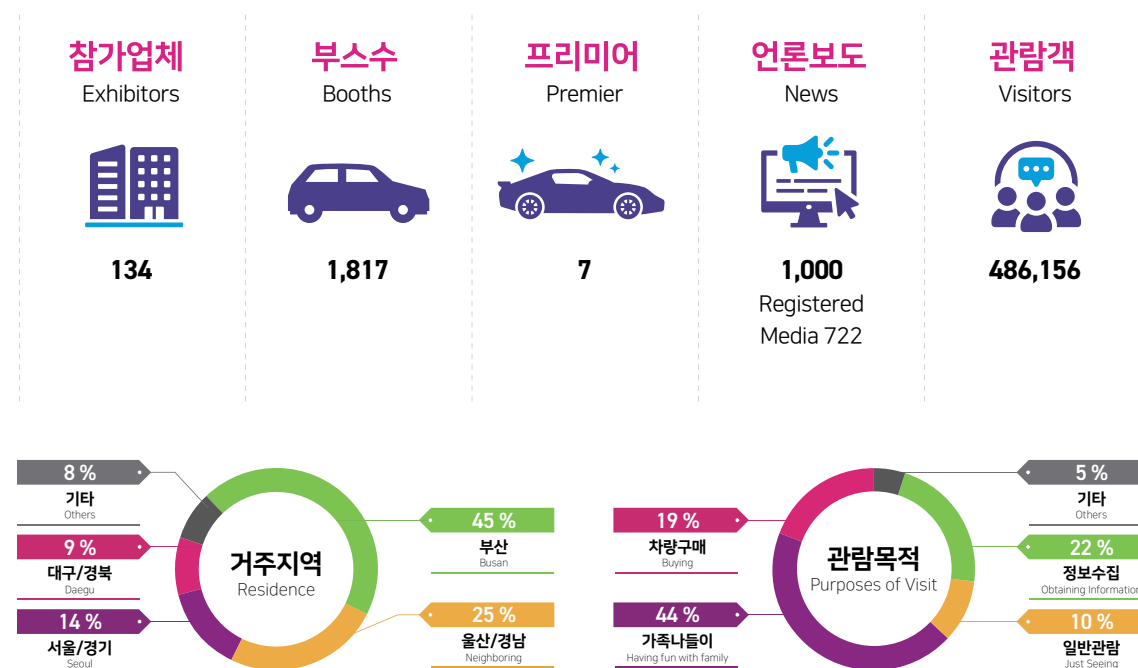 참가업체
Exhibitors
134
부스수
Booths
1,817
프리미어
Premier
7
언론보도
News
1,000
Registered
Media 722
관람객
Visitors
486,156
거주지역
Residence
8 %
기타
Others
9 %
대구/경북
Daegu
14 %
서울/경기
Seoul
45 %
부산
Busan
25 %
울산/경남
Neighboring
관람목적
Purposes of Visit
19 %
차량구매
Buying
44 %
가족나들이
Having fun with family
5 %
기타
Others
22 %
정보수집
Obtaining Information
10 %
일반관람
Just Seeing